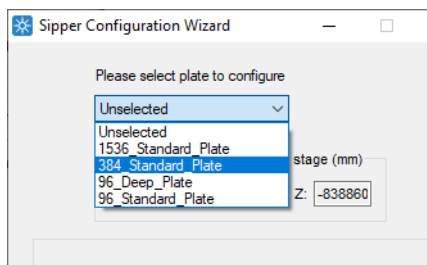 Sipper Configuration Wizard
Please select plate to configure
Unselected
Unselected
1536_Standard_Plate
384_Standard_Plate
96_Deep_Plate
96_Standard_Plate
stage (mm)
Z: -838860